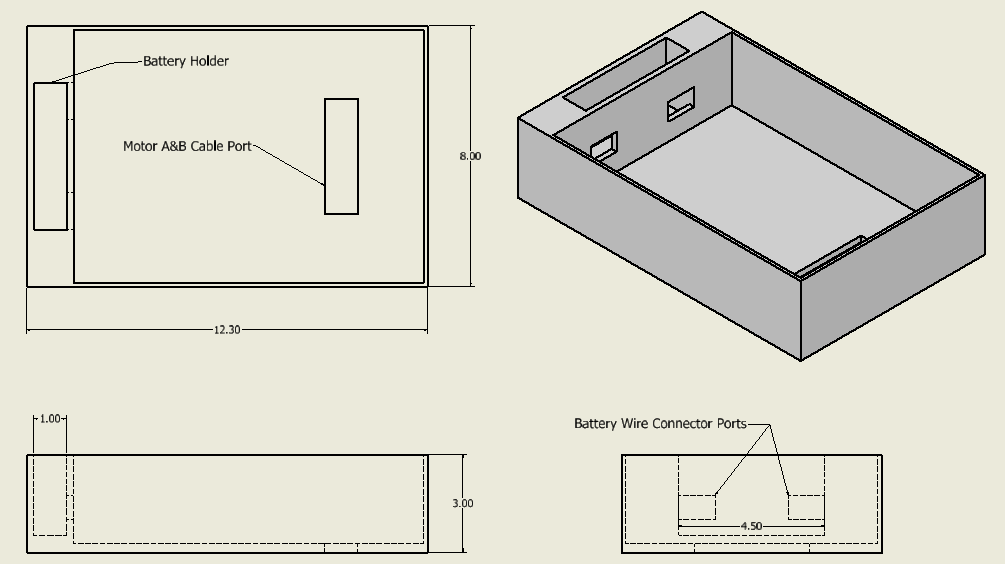 Battery Holder
Motor A&B Cable Port
8.00
12.30
1.00
3.00
Battery Wire Connector Ports
4.50